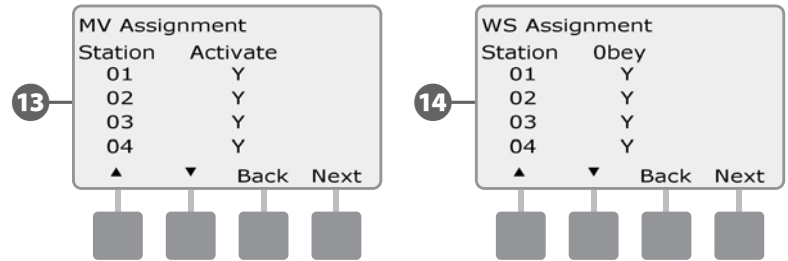 MV Assignment
Station Activate
01 Y
02 Y
03 Y
04 Y
▲ ▼ Back Next
13
WS Assignment
Station 0bey
01 Y
02 Y
03 Y
04 Y
▲ ▼ Back Next
14